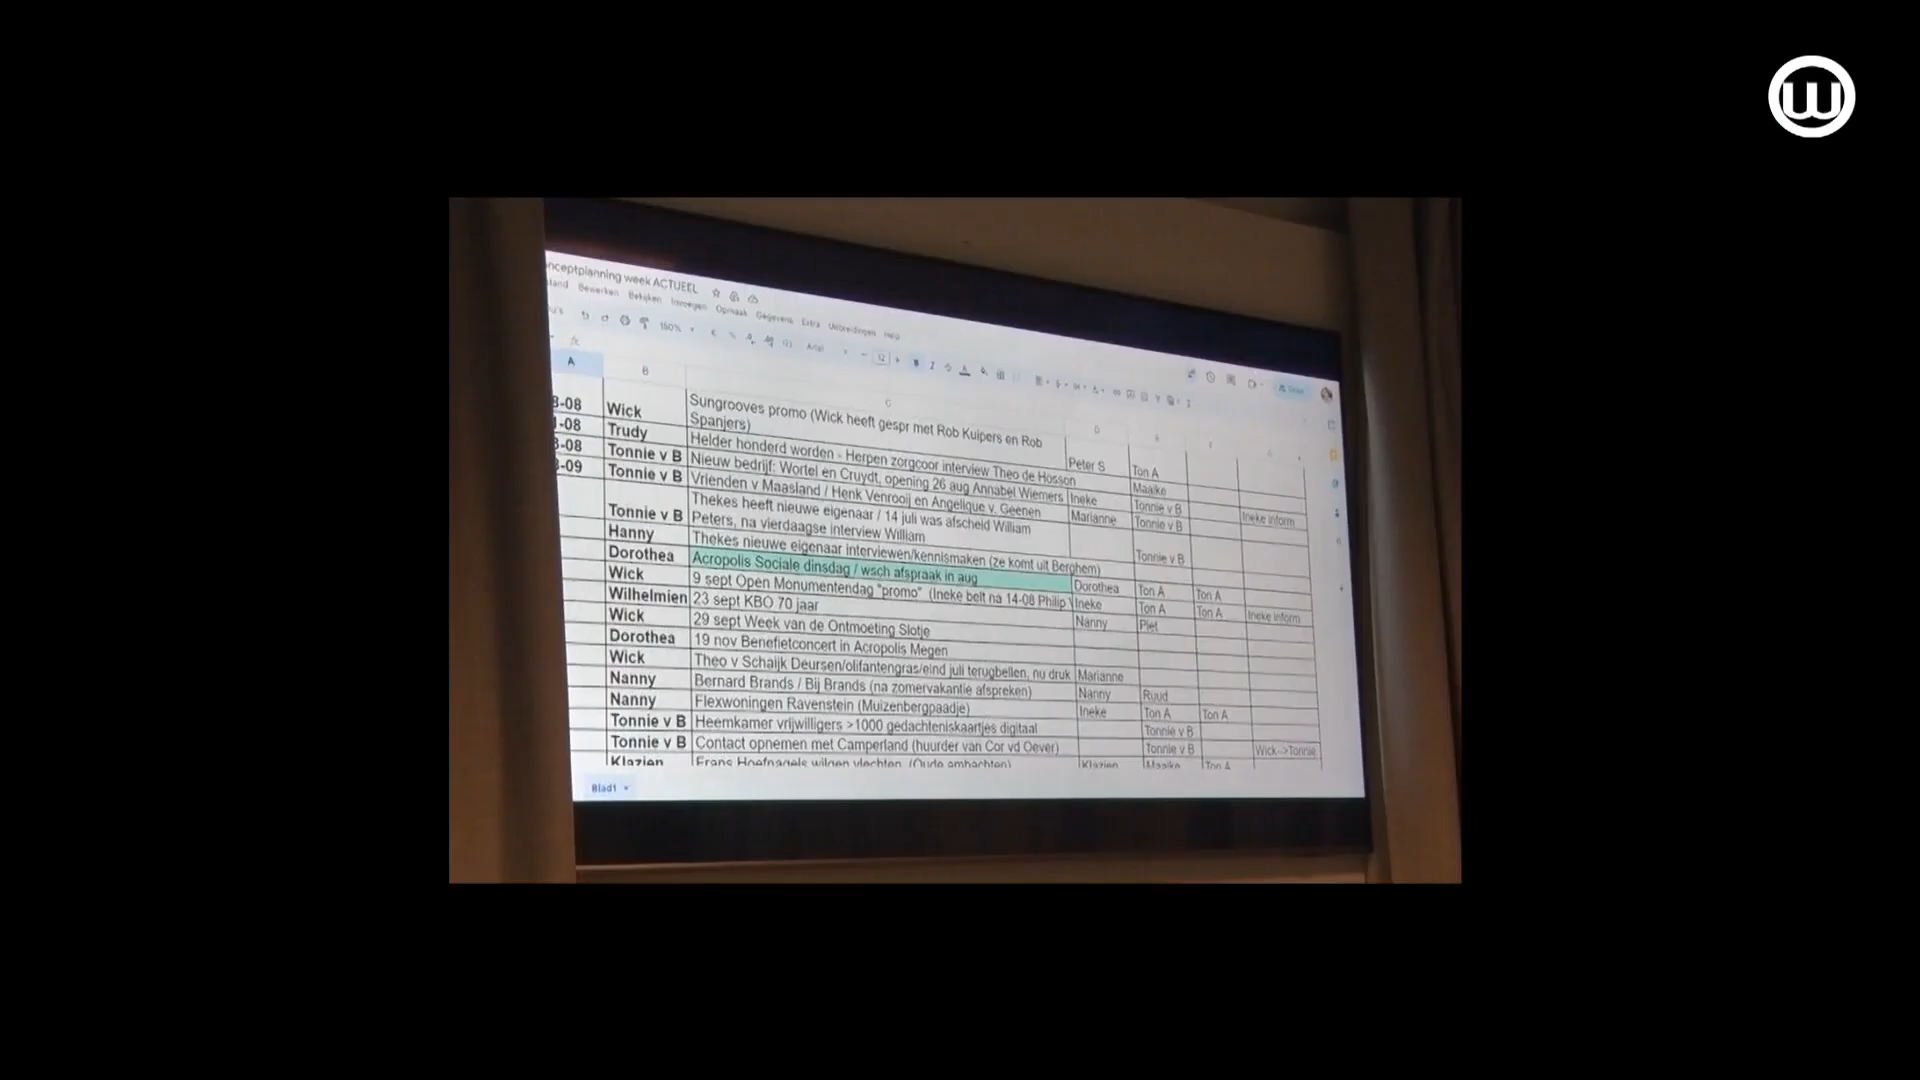 W
onceptplanning week ACTUEEL
Bewerken Bekijken Invoegen Opmaak Gegevens Extra Uitbreidingen Help
150% Arial 12
A B C D E F
3-08 Wick Sungrooves promo (Wick heeft gespr met Rob Kuipers en Rob
Spanjers) Peter S Ton A
1-08 Trudy Helder honderd worden - Herpen zorgcoor interview Theo de Hosson Maaike
3-08 Tonnie v B Nieuw bedrijf: Wortel en Cruydt, opening 26 aug Annabel Wiemers Ineke Tonnie v B
3-09 Tonnie v B Vrienden v Maasland / Henk Venrooij en Angelique v. Geenen Marianne Tonnie v B Ineke inform
Thekes heeft nieuwe eigenaar / 14 juli was afscheid William
Tonnie v B Peters, na vierdaagse interview William Tonnie v B
Hanny Thekes nieuwe eigenaar interviewen/kennismaken (ze komt uit Berghem)
Dorothea Acropolis Sociale dinsdag / wsch afspraak in aug Dorothea Ton A Ton A
Wick 9 sept Open Monumentendag "promo" (Ineke belt na 14-08 Philip Ineke Ton A Ton A Ineke inform
Wilhelmien 23 sept KBO 70 jaar Nanny Piet
Wick 29 sept Week van de Ontmoeting Slotje
Dorothea 19 nov Benefietconcert in Acropolis Megen
Wick Theo v Schaijk Deursen/olifantengras/eind juli terugbellen, nu druk Marianne
Nanny Bernard Brands / Bij Brands (na zomervakantie afspreken) Nanny Ruud
Nanny Flexwoningen Ravenstein (Muizenbergpaadje) Ineke Ton A Ton A
Tonnie v B Heemkamer vrijwilligers >1000 gedachteniskaartjes digitaal Tonnie v B
Tonnie v B Contact opnemen met Camperland (huurder van Cor vd Oever) Tonnie v B Wick->Tonnie
Klazien Frans Hoefnagels wilgen vlechten (Oude ambachten) Klazien Maaike Ton A
Blad1